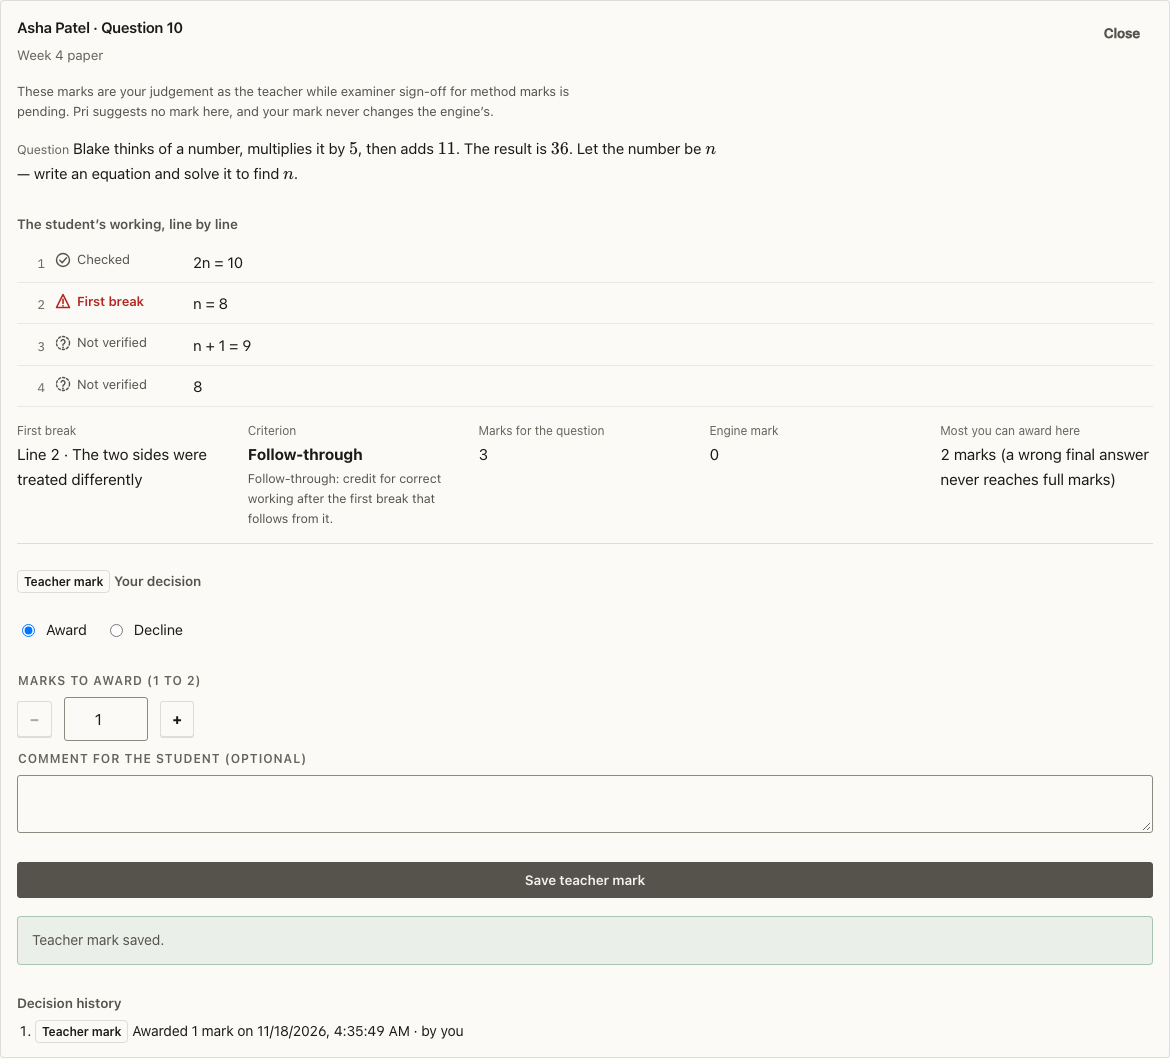 Asha Patel · Question 10
Close
Week 4 paper
These marks are your judgement as the teacher while examiner sign-off for method marks is
pending. Pri suggests no mark here, and your mark never changes the engine's.
Question Blake thinks of a number, multiplies it by 5, then adds 11. The result is 36. Let the number be n
— write an equation and solve it to find n.
The student's working, line by line
1 Checked 2n = 10
2 First break n = 8
3 Not verified n + 1 = 9
4 Not verified 8
First break
Line 2 · The two sides were
treated differently
Criterion
Follow-through
Follow-through: credit for correct
working after the first break that
follows from it.
Marks for the question
3
Engine mark
0
Most you can award here
2 marks (a wrong final answer
never reaches full marks)
Teacher mark Your decision
Award Decline
MARKS TO AWARD (1 TO 2)
− 1 +
COMMENT FOR THE STUDENT (OPTIONAL)
Save teacher mark
Teacher mark saved.
Decision history
1. Teacher mark Awarded 1 mark on 11/18/2026, 4:35:49 AM · by you